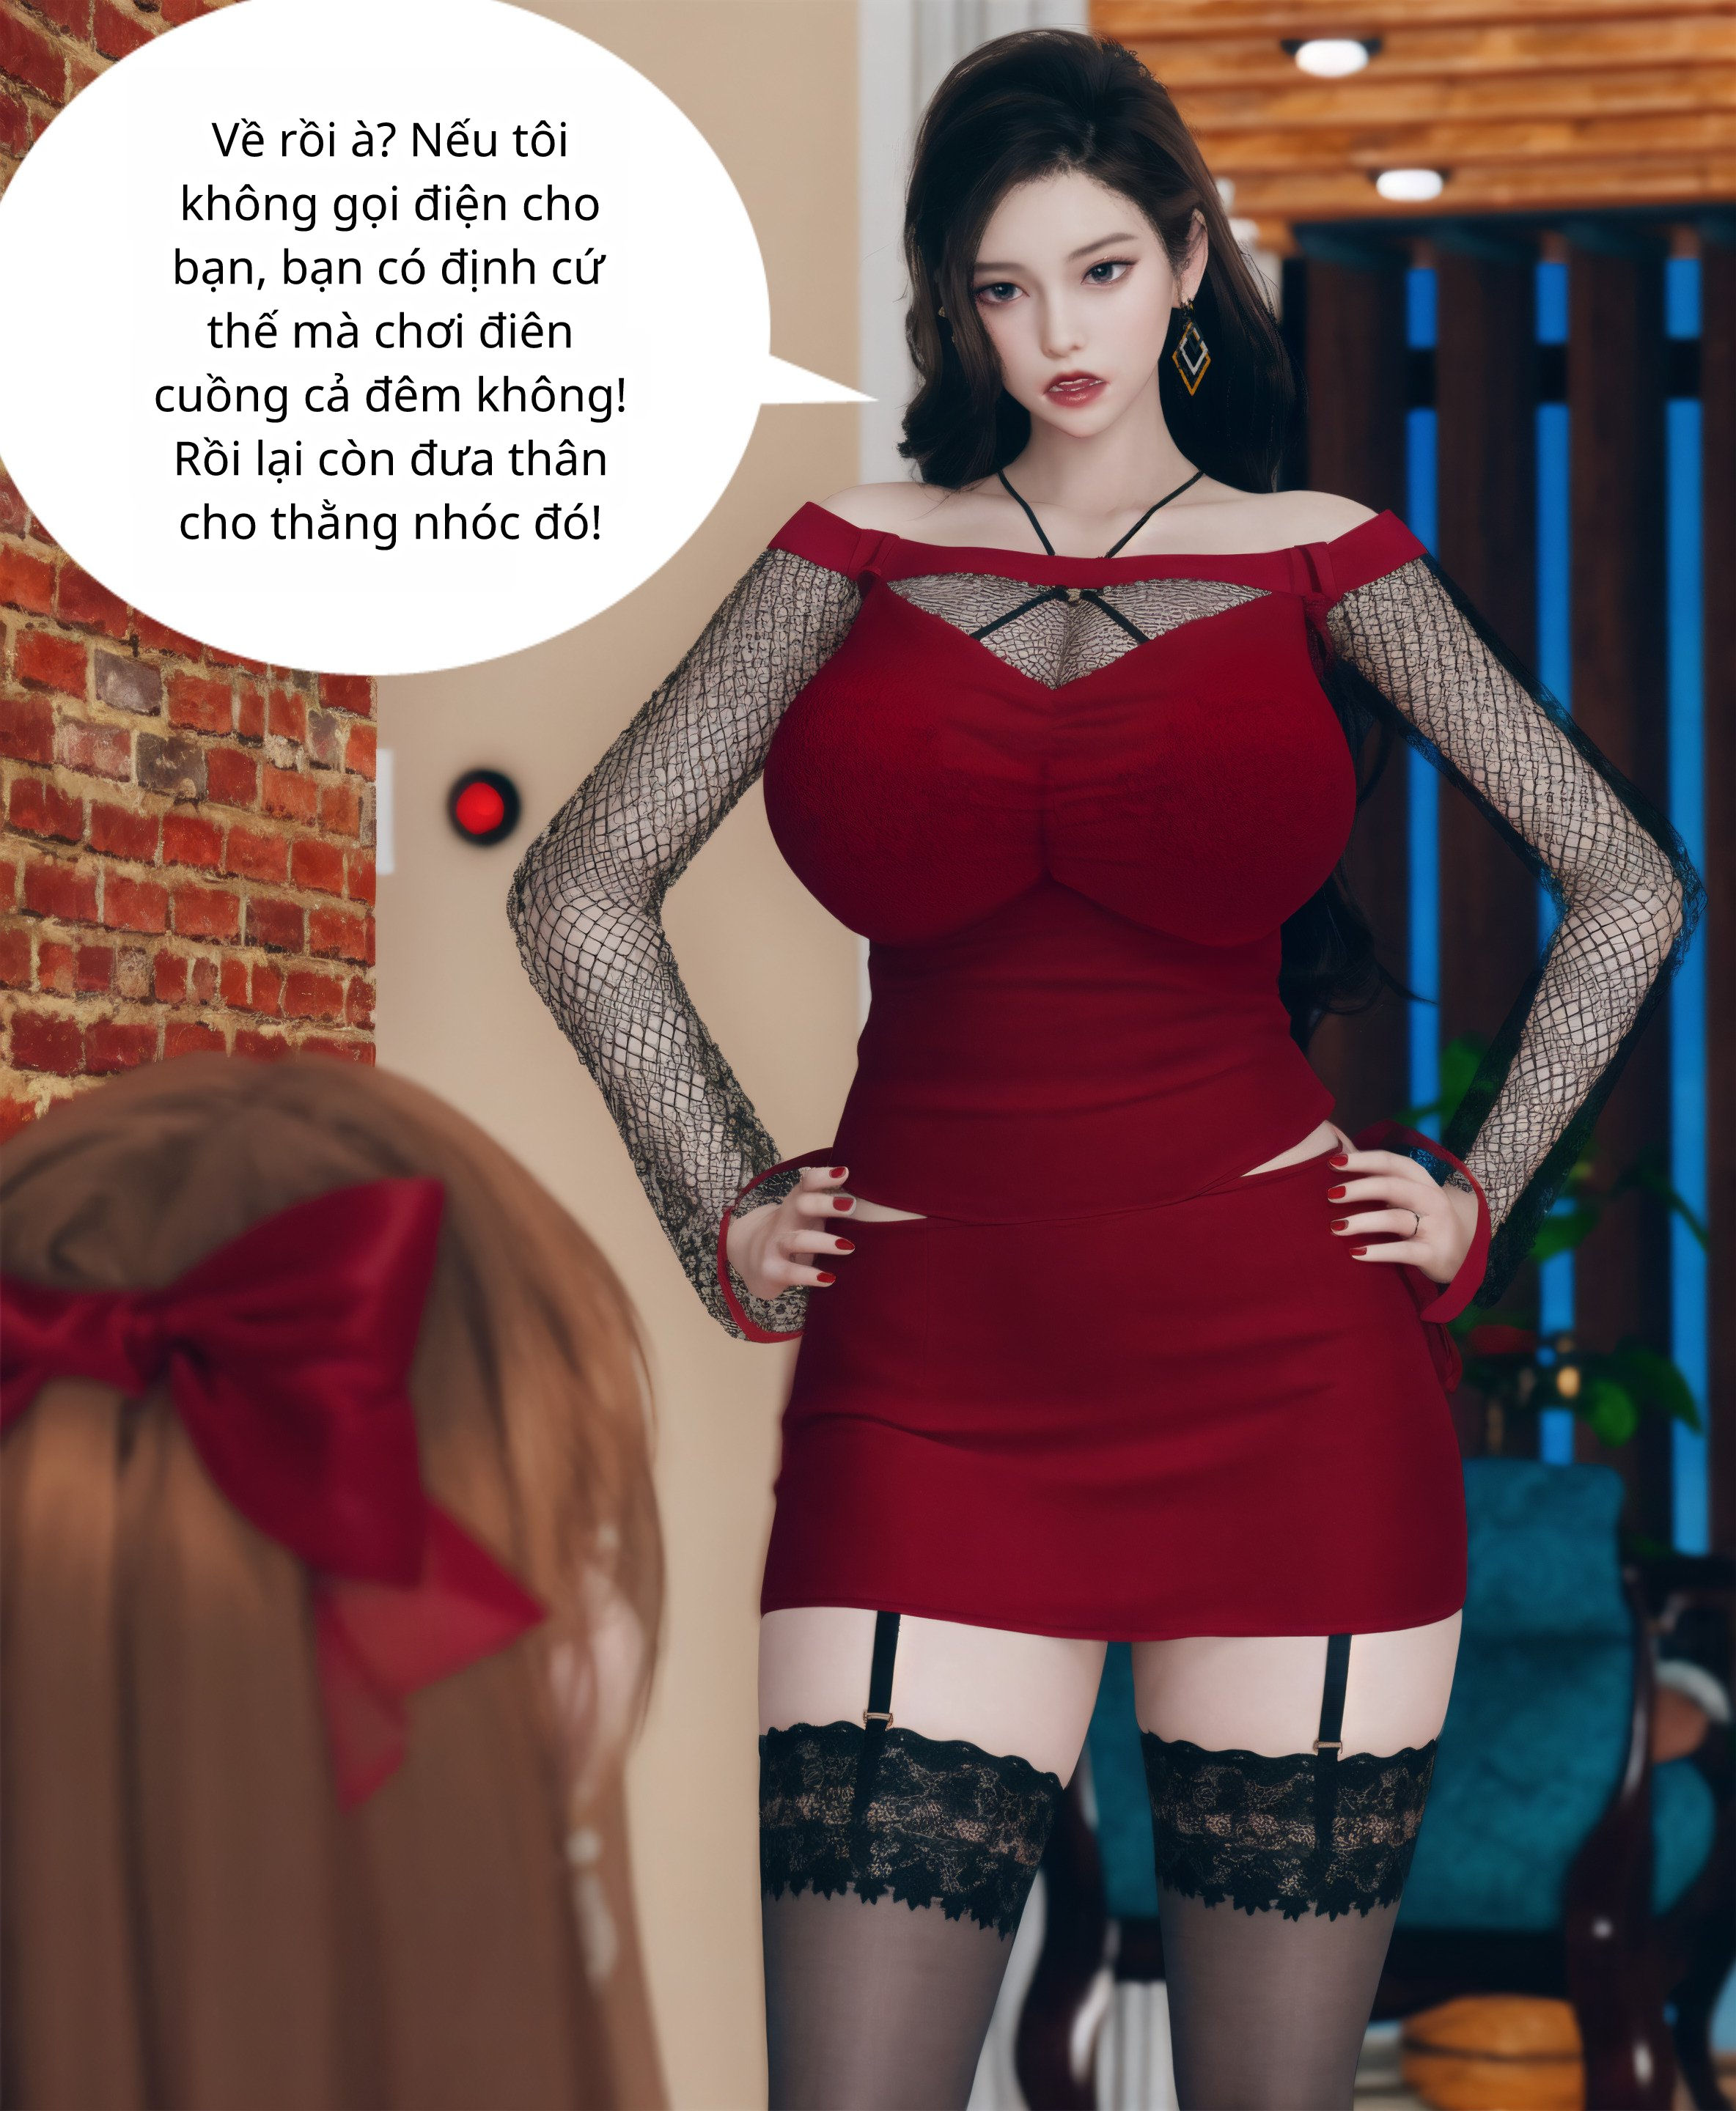 Về rồi à? Nếu tôi
không gọi điện cho
bạn, bạn có định cứ
thế mà chơi điên
cuồng cả đêm không!
Rồi lại còn đưa thân
cho thằng nhóc đó!